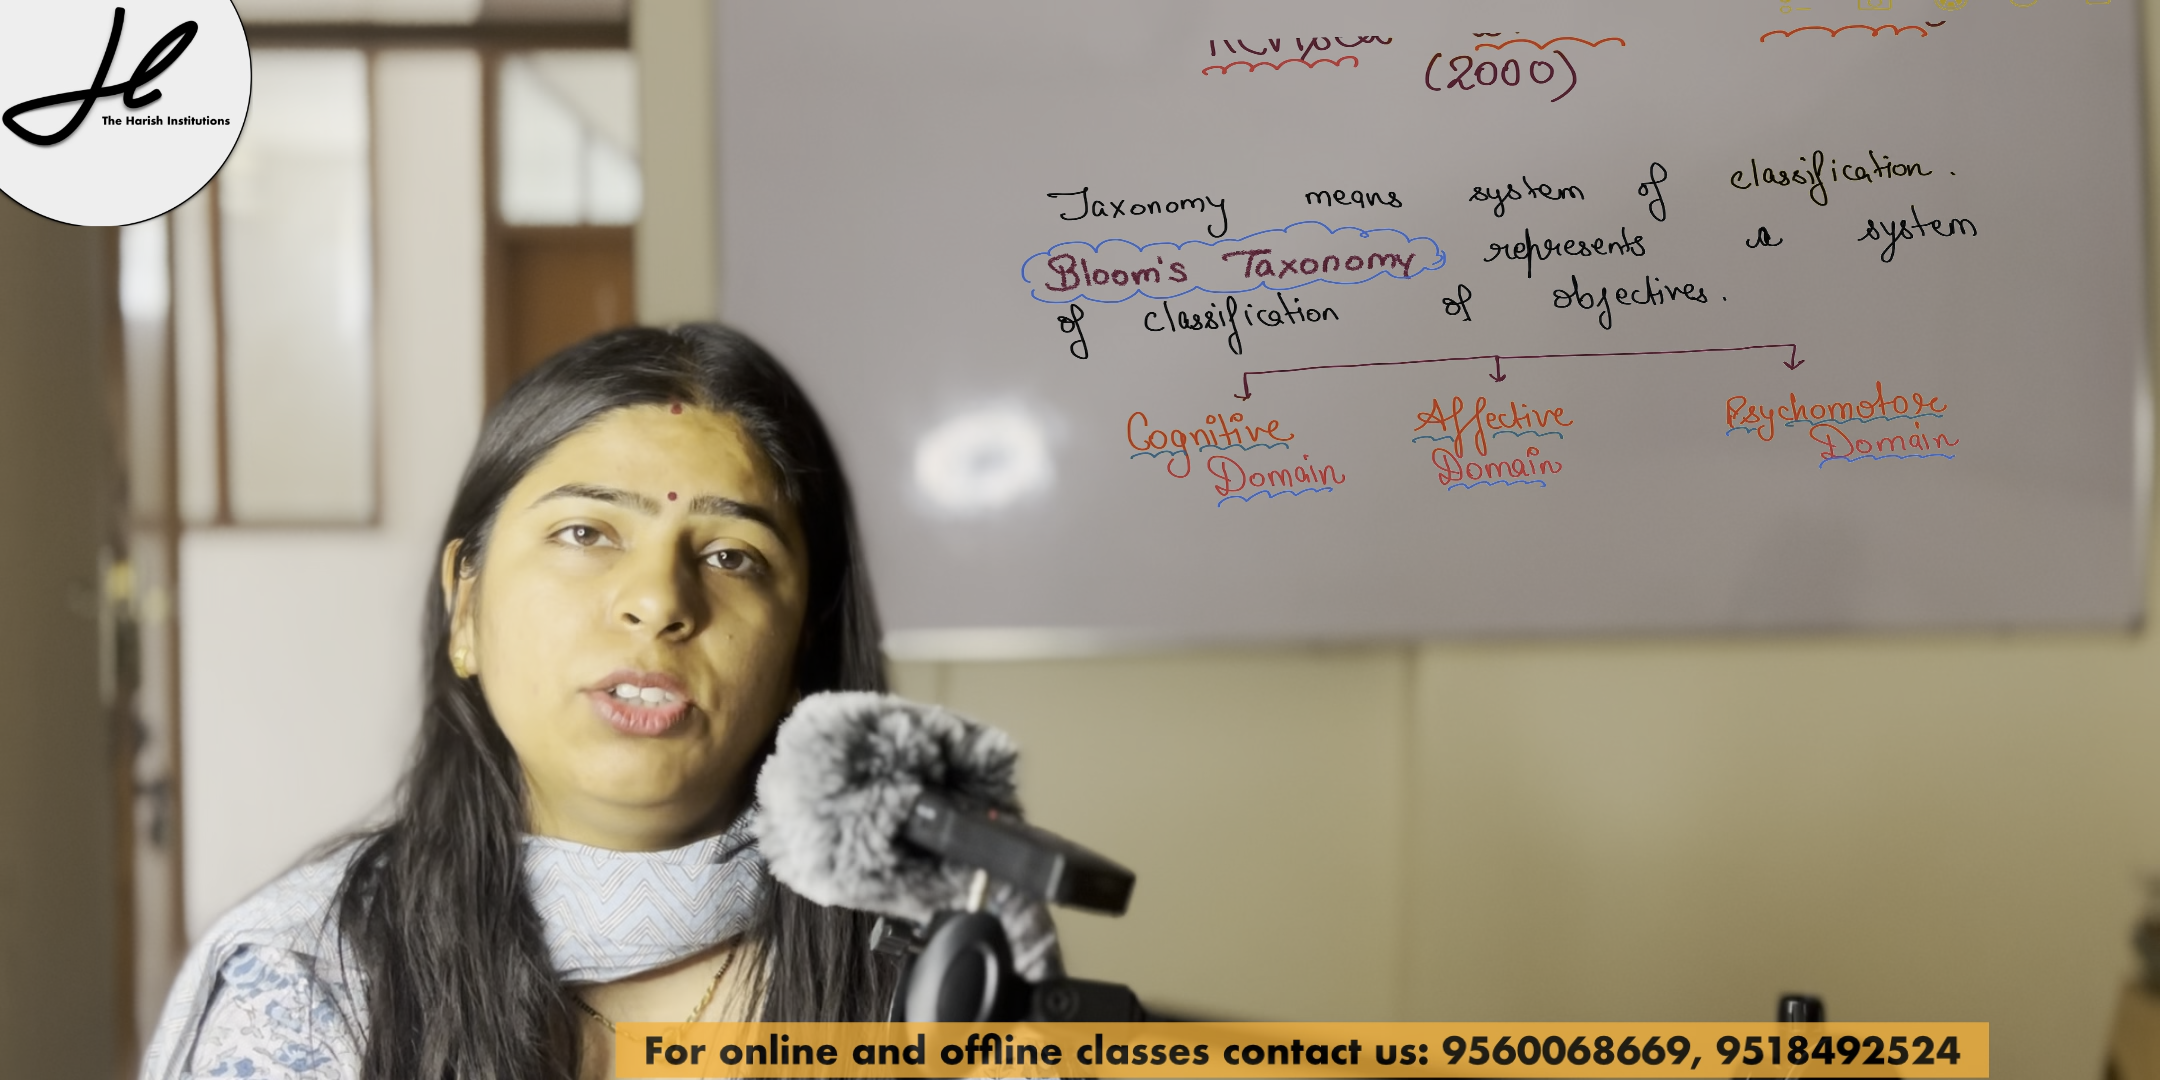 The Harish Institutions
(2000)
Taxonomy means system of classification.
Bloom's Taxonomy represents a system
of classification of objectives.
Cognitive Domain
Affective Domain
Psychomotore Domain
For online and offline classes contact us: 9560068669, 9518492524